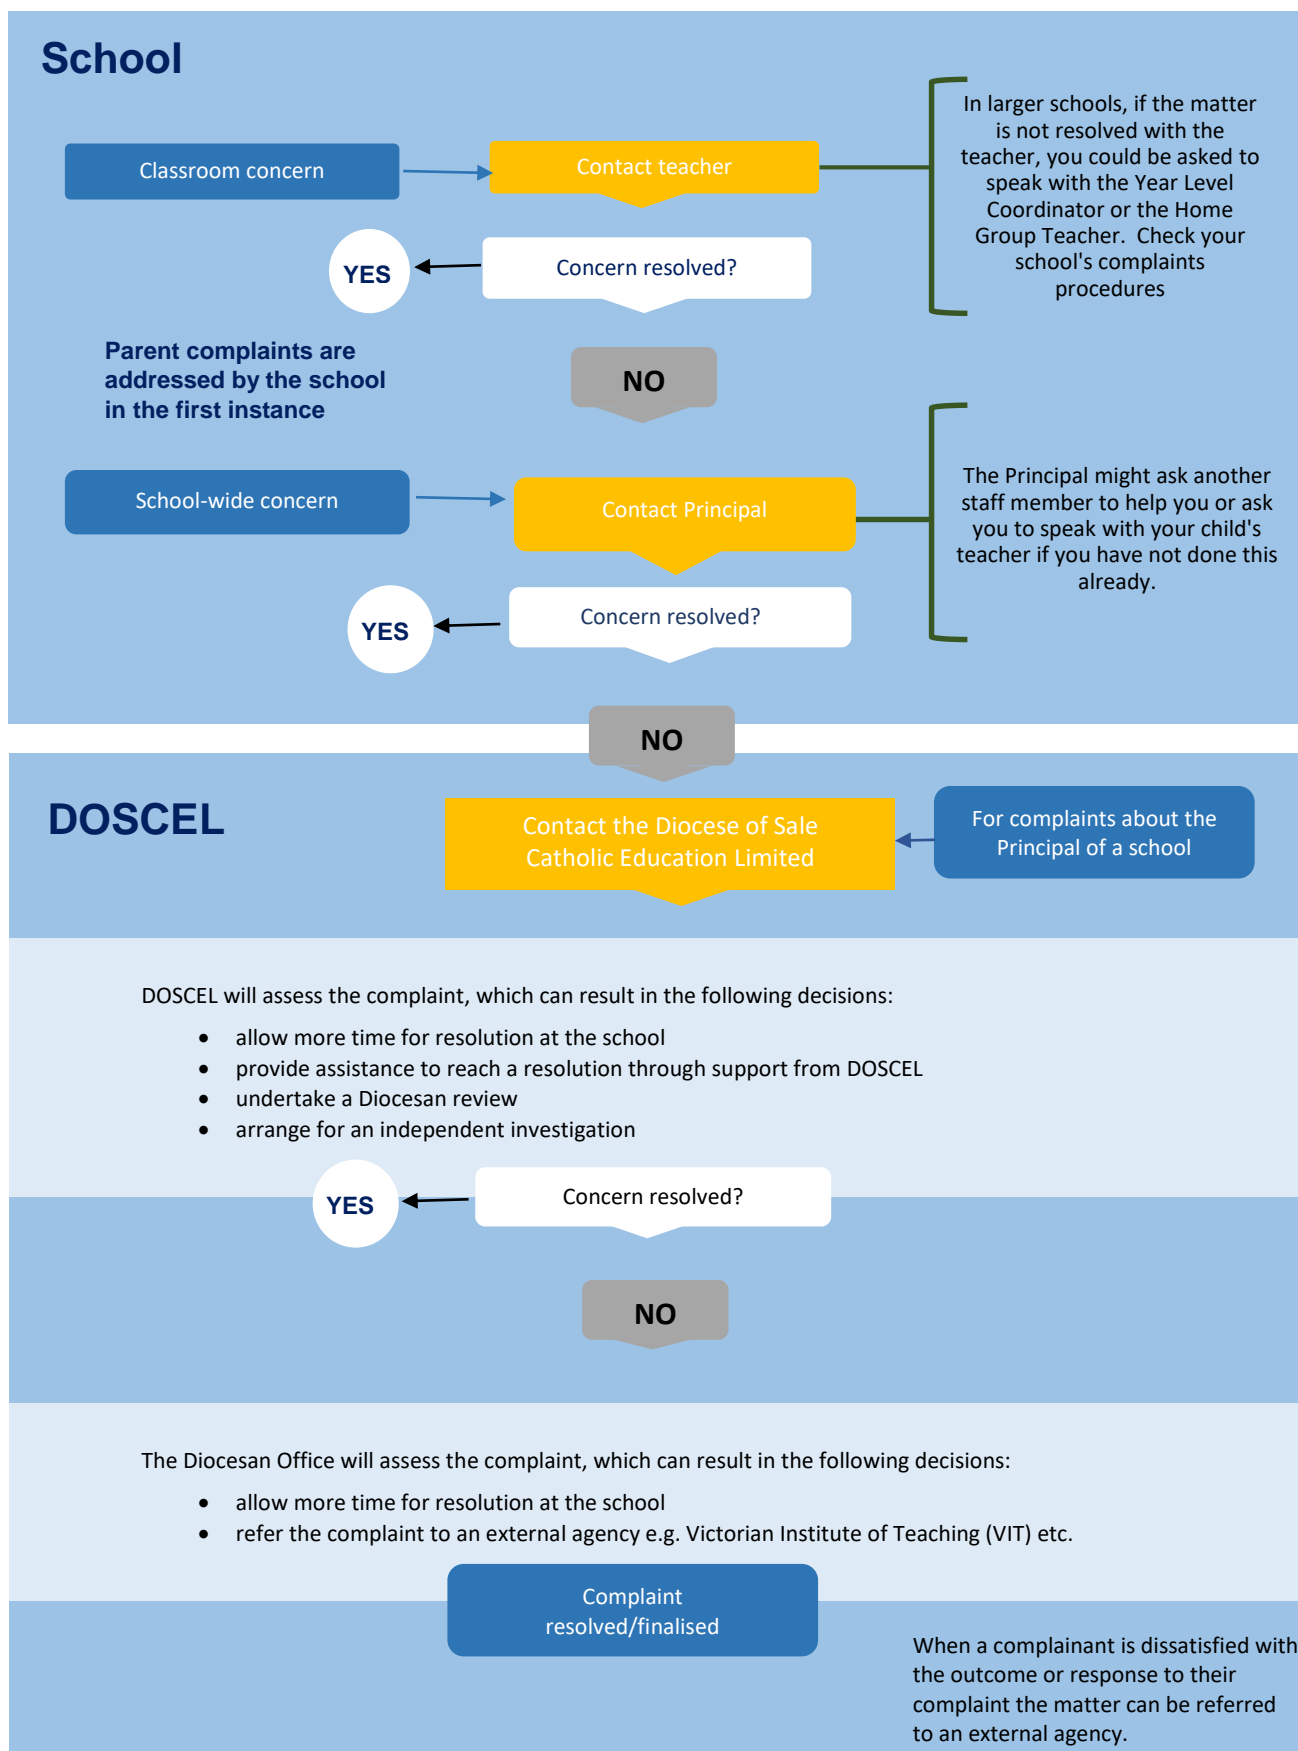 School
Classroom concern
Contact teacher
In larger schools, if the matter
is not resolved with the
teacher, you could be asked to
speak with the Year Level
Coordinator or the Home
Group Teacher.  Check your
school's complaints
procedures
YES
Concern resolved?
Parent complaints are
addressed by the school
in the first instance
NO
School-wide concern
Contact Principal
The Principal might ask another
staff member to help you or ask
you to speak with your child's
teacher if you have not done this
already.
YES
Concern resolved?
NO
DOSCEL
Contact the Diocese of Sale
Catholic Education Limited
For complaints about the
Principal of a school
DOSCEL will assess the complaint, which can result in the following decisions:
• allow more time for resolution at the school
• provide assistance to reach a resolution through support from DOSCEL
• undertake a Diocesan review
• arrange for an independent investigation
YES
Concern resolved?
NO
The Diocesan Office will assess the complaint, which can result in the following decisions:
• allow more time for resolution at the school
• refer the complaint to an external agency e.g. Victorian Institute of Teaching (VIT) etc.
Complaint
resolved/finalised
When a complainant is dissatisfied with
the outcome or response to their
complaint the matter can be referred
to an external agency.